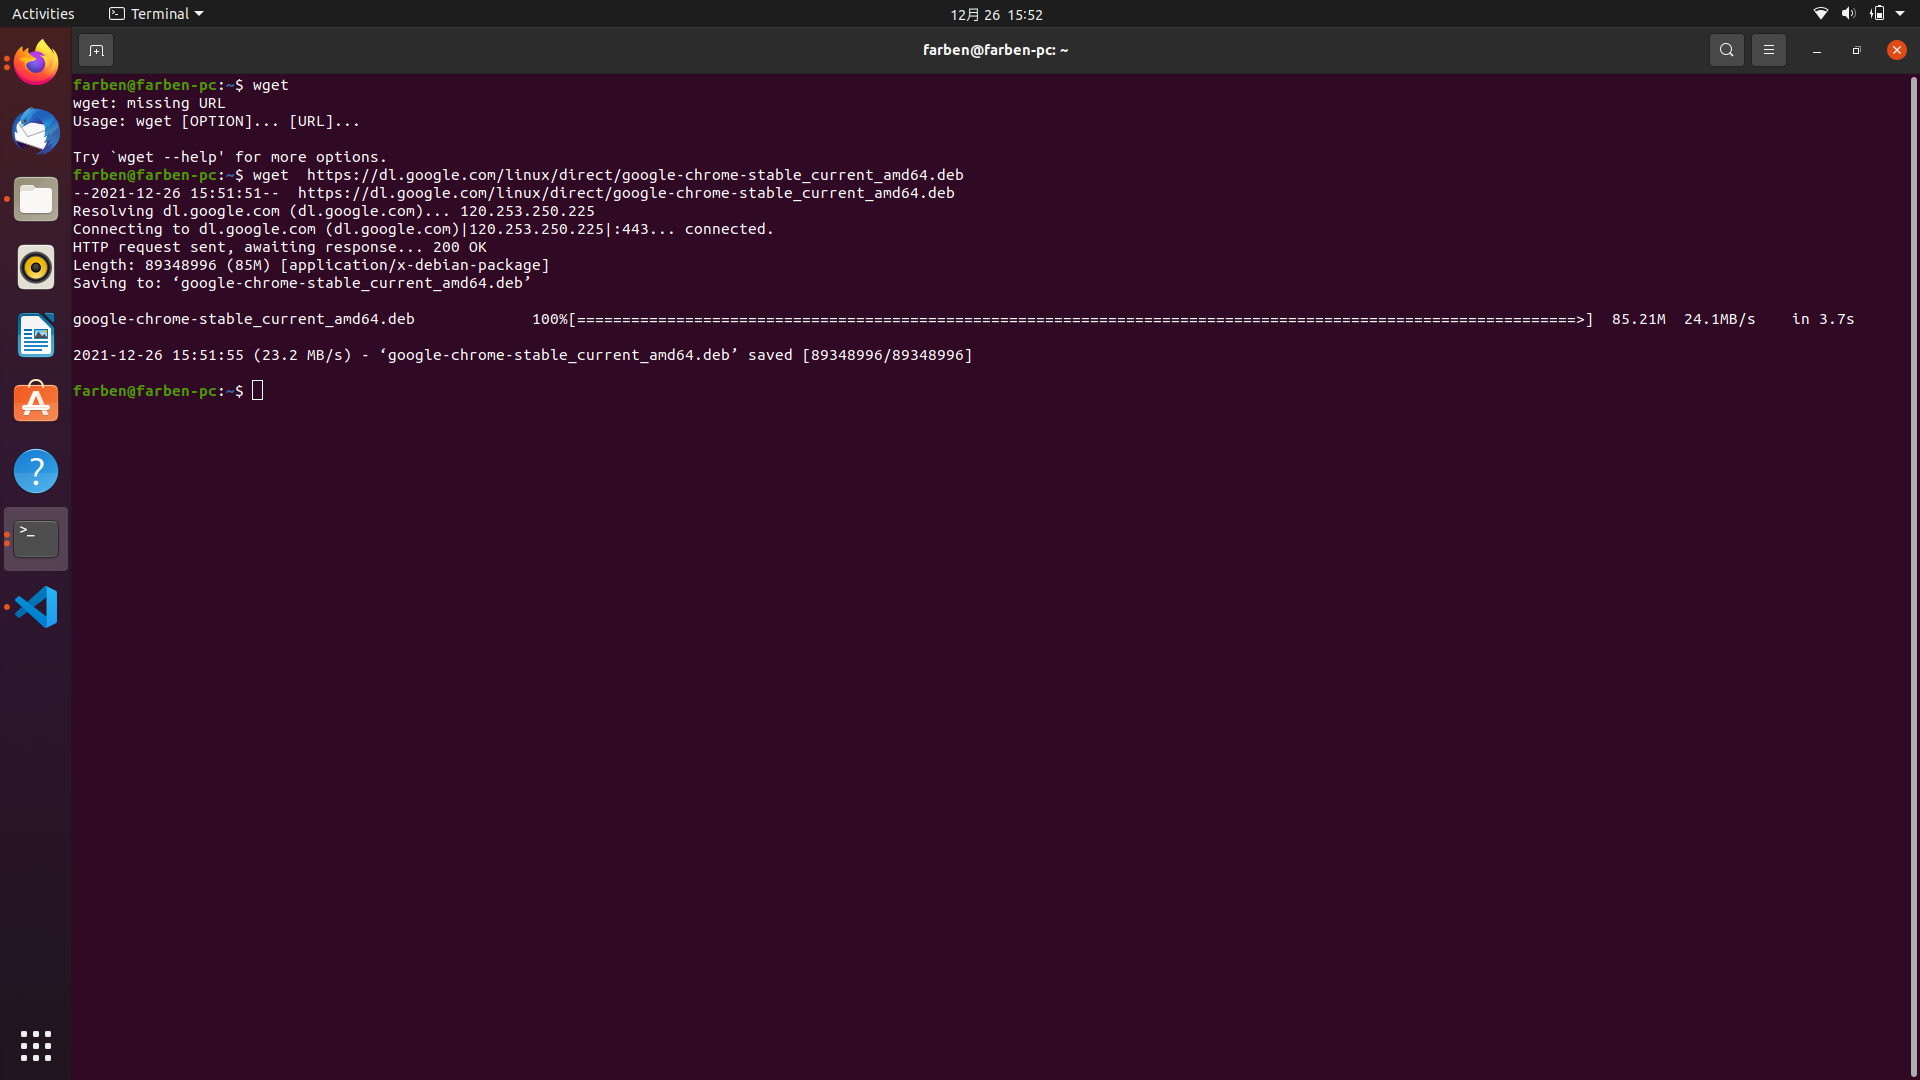 Activities
Terminal
12月 26 15:52
farben@farben-pc: ~
farben@farben-pc:~$ wget
wget: missing URL
Usage: wget [OPTION]... [URL]...
Try `wget --help' for more options.
farben@farben-pc:~$ wget  https://dl.google.com/linux/direct/google-chrome-stable_current_amd64.deb
--2021-12-26 15:51:51--  https://dl.google.com/linux/direct/google-chrome-stable_current_amd64.deb
Resolving dl.google.com (dl.google.com)... 120.253.250.225
Connecting to dl.google.com (dl.google.com)|120.253.250.225|:443... connected.
HTTP request sent, awaiting response... 200 OK
Length: 89348996 (85M) [application/x-debian-package]
Saving to: ‘google-chrome-stable_current_amd64.deb’
google-chrome-stable_current_amd64.deb             100%[===============================================================================================================>]  85.21M  24.1MB/s    in 3.7s
2021-12-26 15:51:55 (23.2 MB/s) - ‘google-chrome-stable_current_amd64.deb’ saved [89348996/89348996]
farben@farben-pc:~$